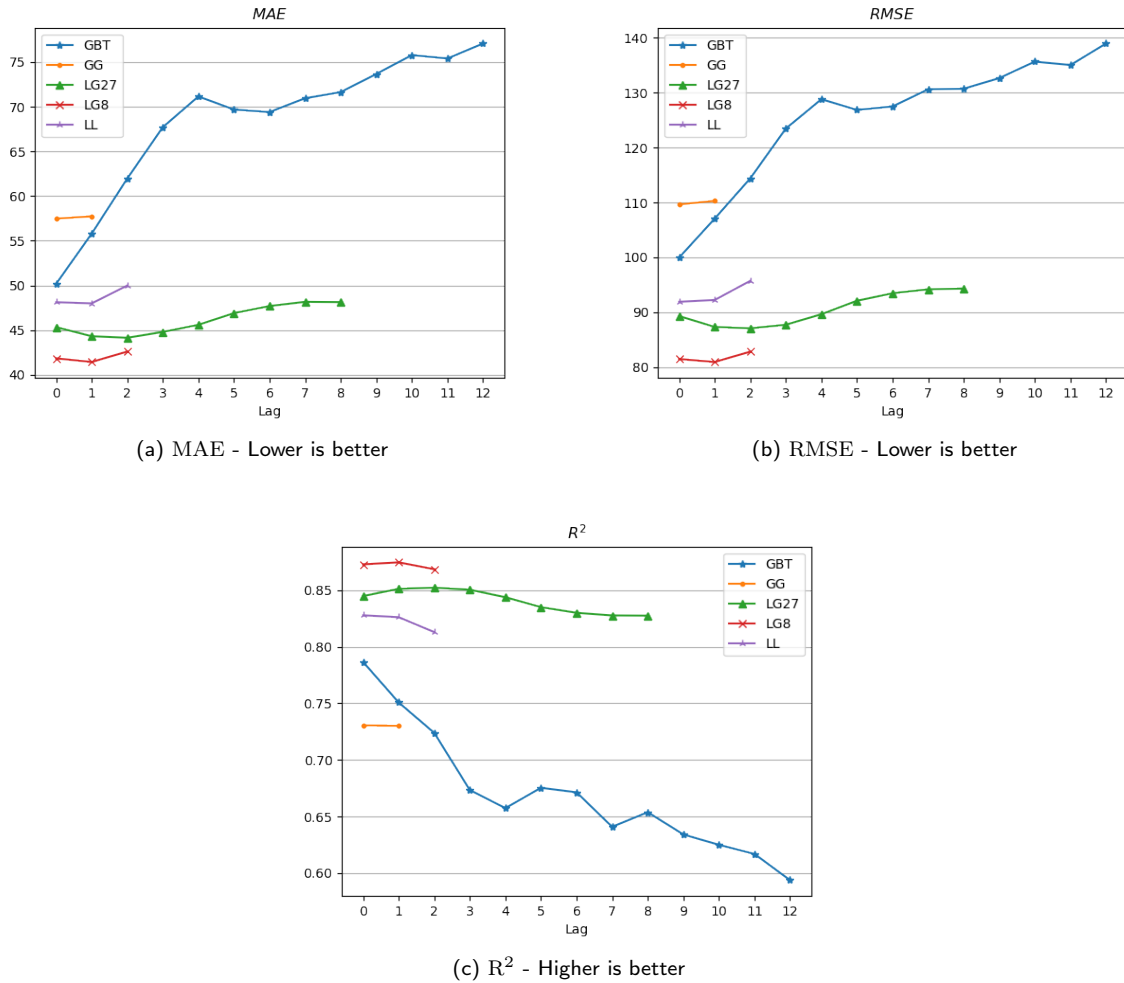 MAE
75
70
65
60
55
50
45
40
GBT
GG
LG27
LG8
LL
0 1 2 3 4 5 6 7 8 9 10 11 12
Lag
(a) MAE - Lower is better
RMSE
140
130
120
110
100
90
80
GBT
GG
LG27
LG8
LL
0 1 2 3 4 5 6 7 8 9 10 11 12
Lag
(b) RMSE - Lower is better
R²
0.85
0.80
0.75
0.70
0.65
0.60
GBT
GG
LG27
LG8
LL
0 1 2 3 4 5 6 7 8 9 10 11 12
Lag
(c) R² - Higher is better